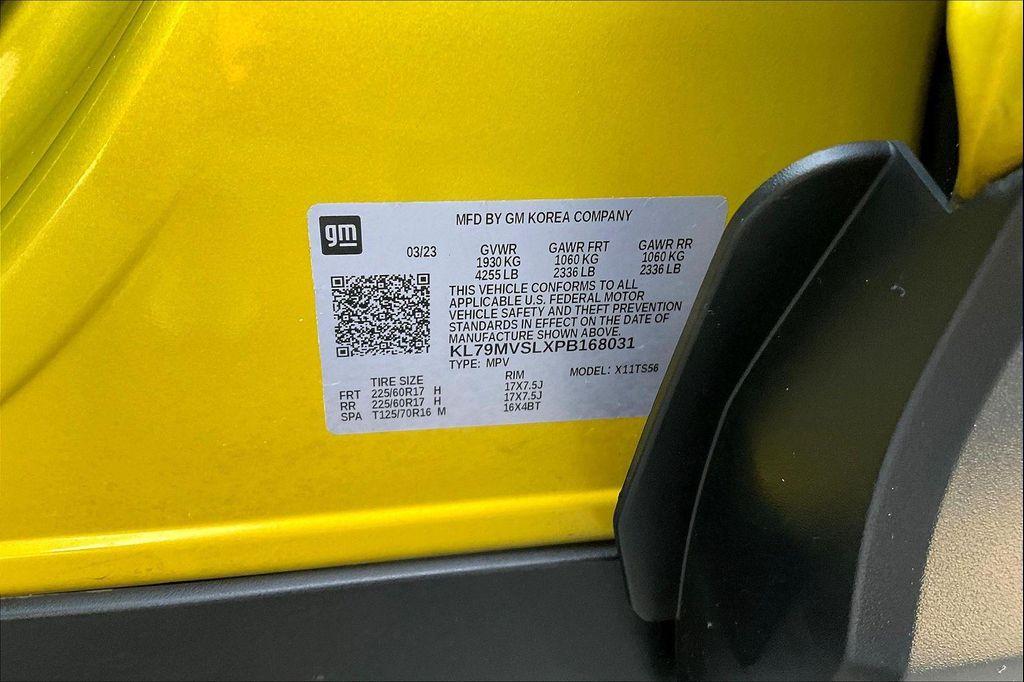 gm
MFD BY GM KOREA COMPANY
03/23 GVWR GAWR FRT GAWR RR
1930 KG 1060 KG 1060 KG
4255 LB 2336 LB 2336 LB
THIS VEHICLE CONFORMS TO ALL
APPLICABLE U.S. FEDERAL MOTOR
VEHICLE SAFETY AND THEFT PREVENTION
STANDARDS IN EFFECT ON THE DATE OF
MANUFACTURE SHOWN ABOVE.
KL79MVSLXPB168031
TYPE: MPV MODEL: X11TS56
TIRE SIZE RIM
FRT 225/60R17 H 17X7.5J
RR 225/60R17 H 17X7.5J
SPA T125/70R16 M 16X4BT